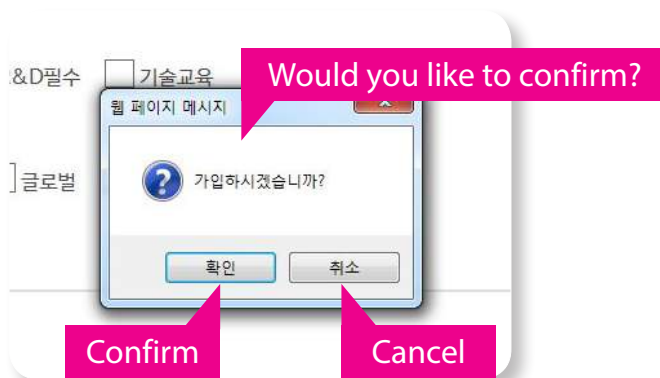 &D필수 기술교육
Would you like to confirm?
웹 페이지 메시지
글로벌
가입하시겠습니까?
확인 취소
Confirm Cancel